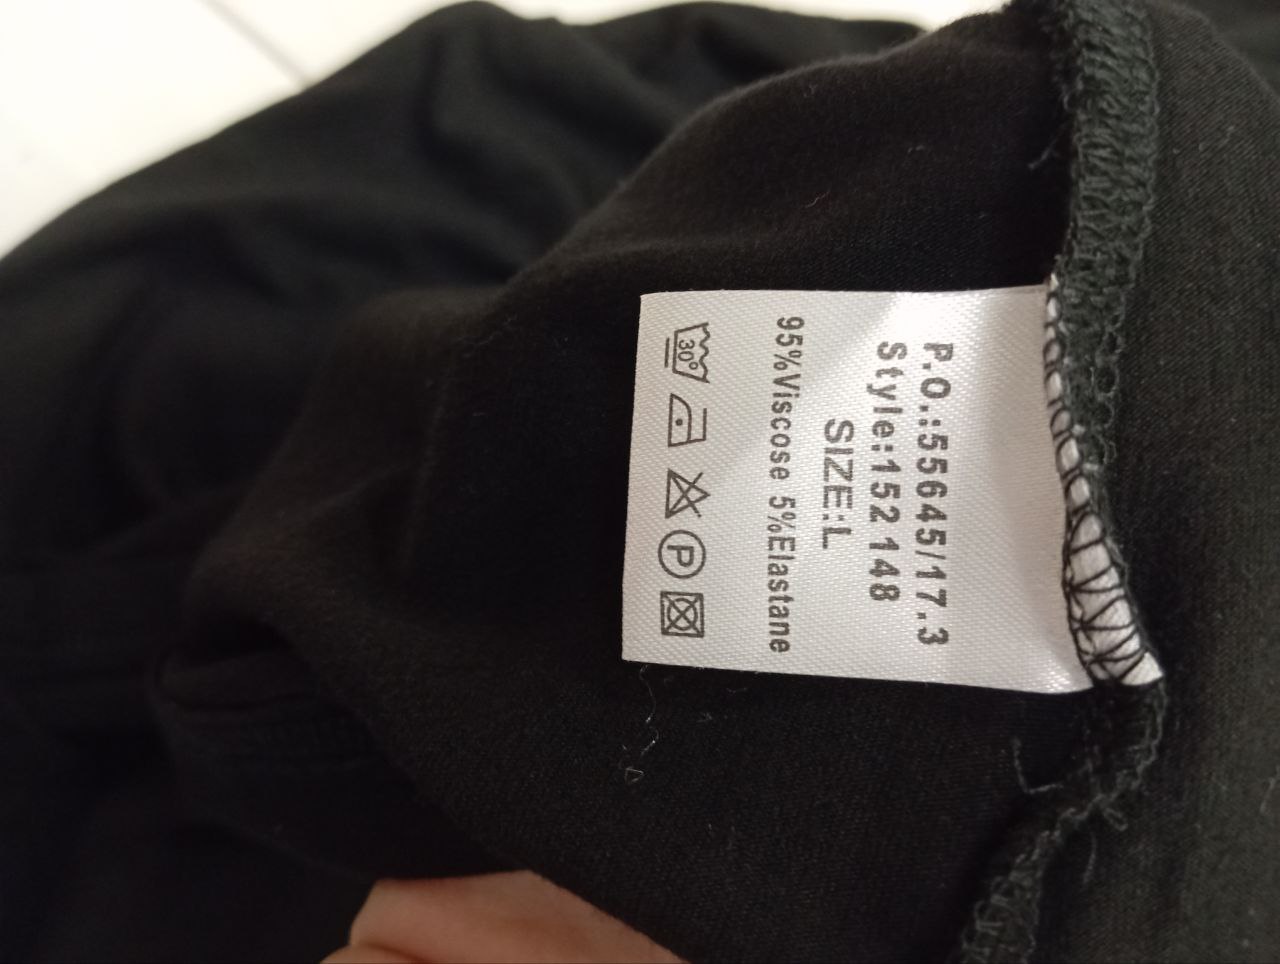 P.O.:55645/17.3
Style:152 148
SIZE:L
95%Viscose 5%Elastane
30° P